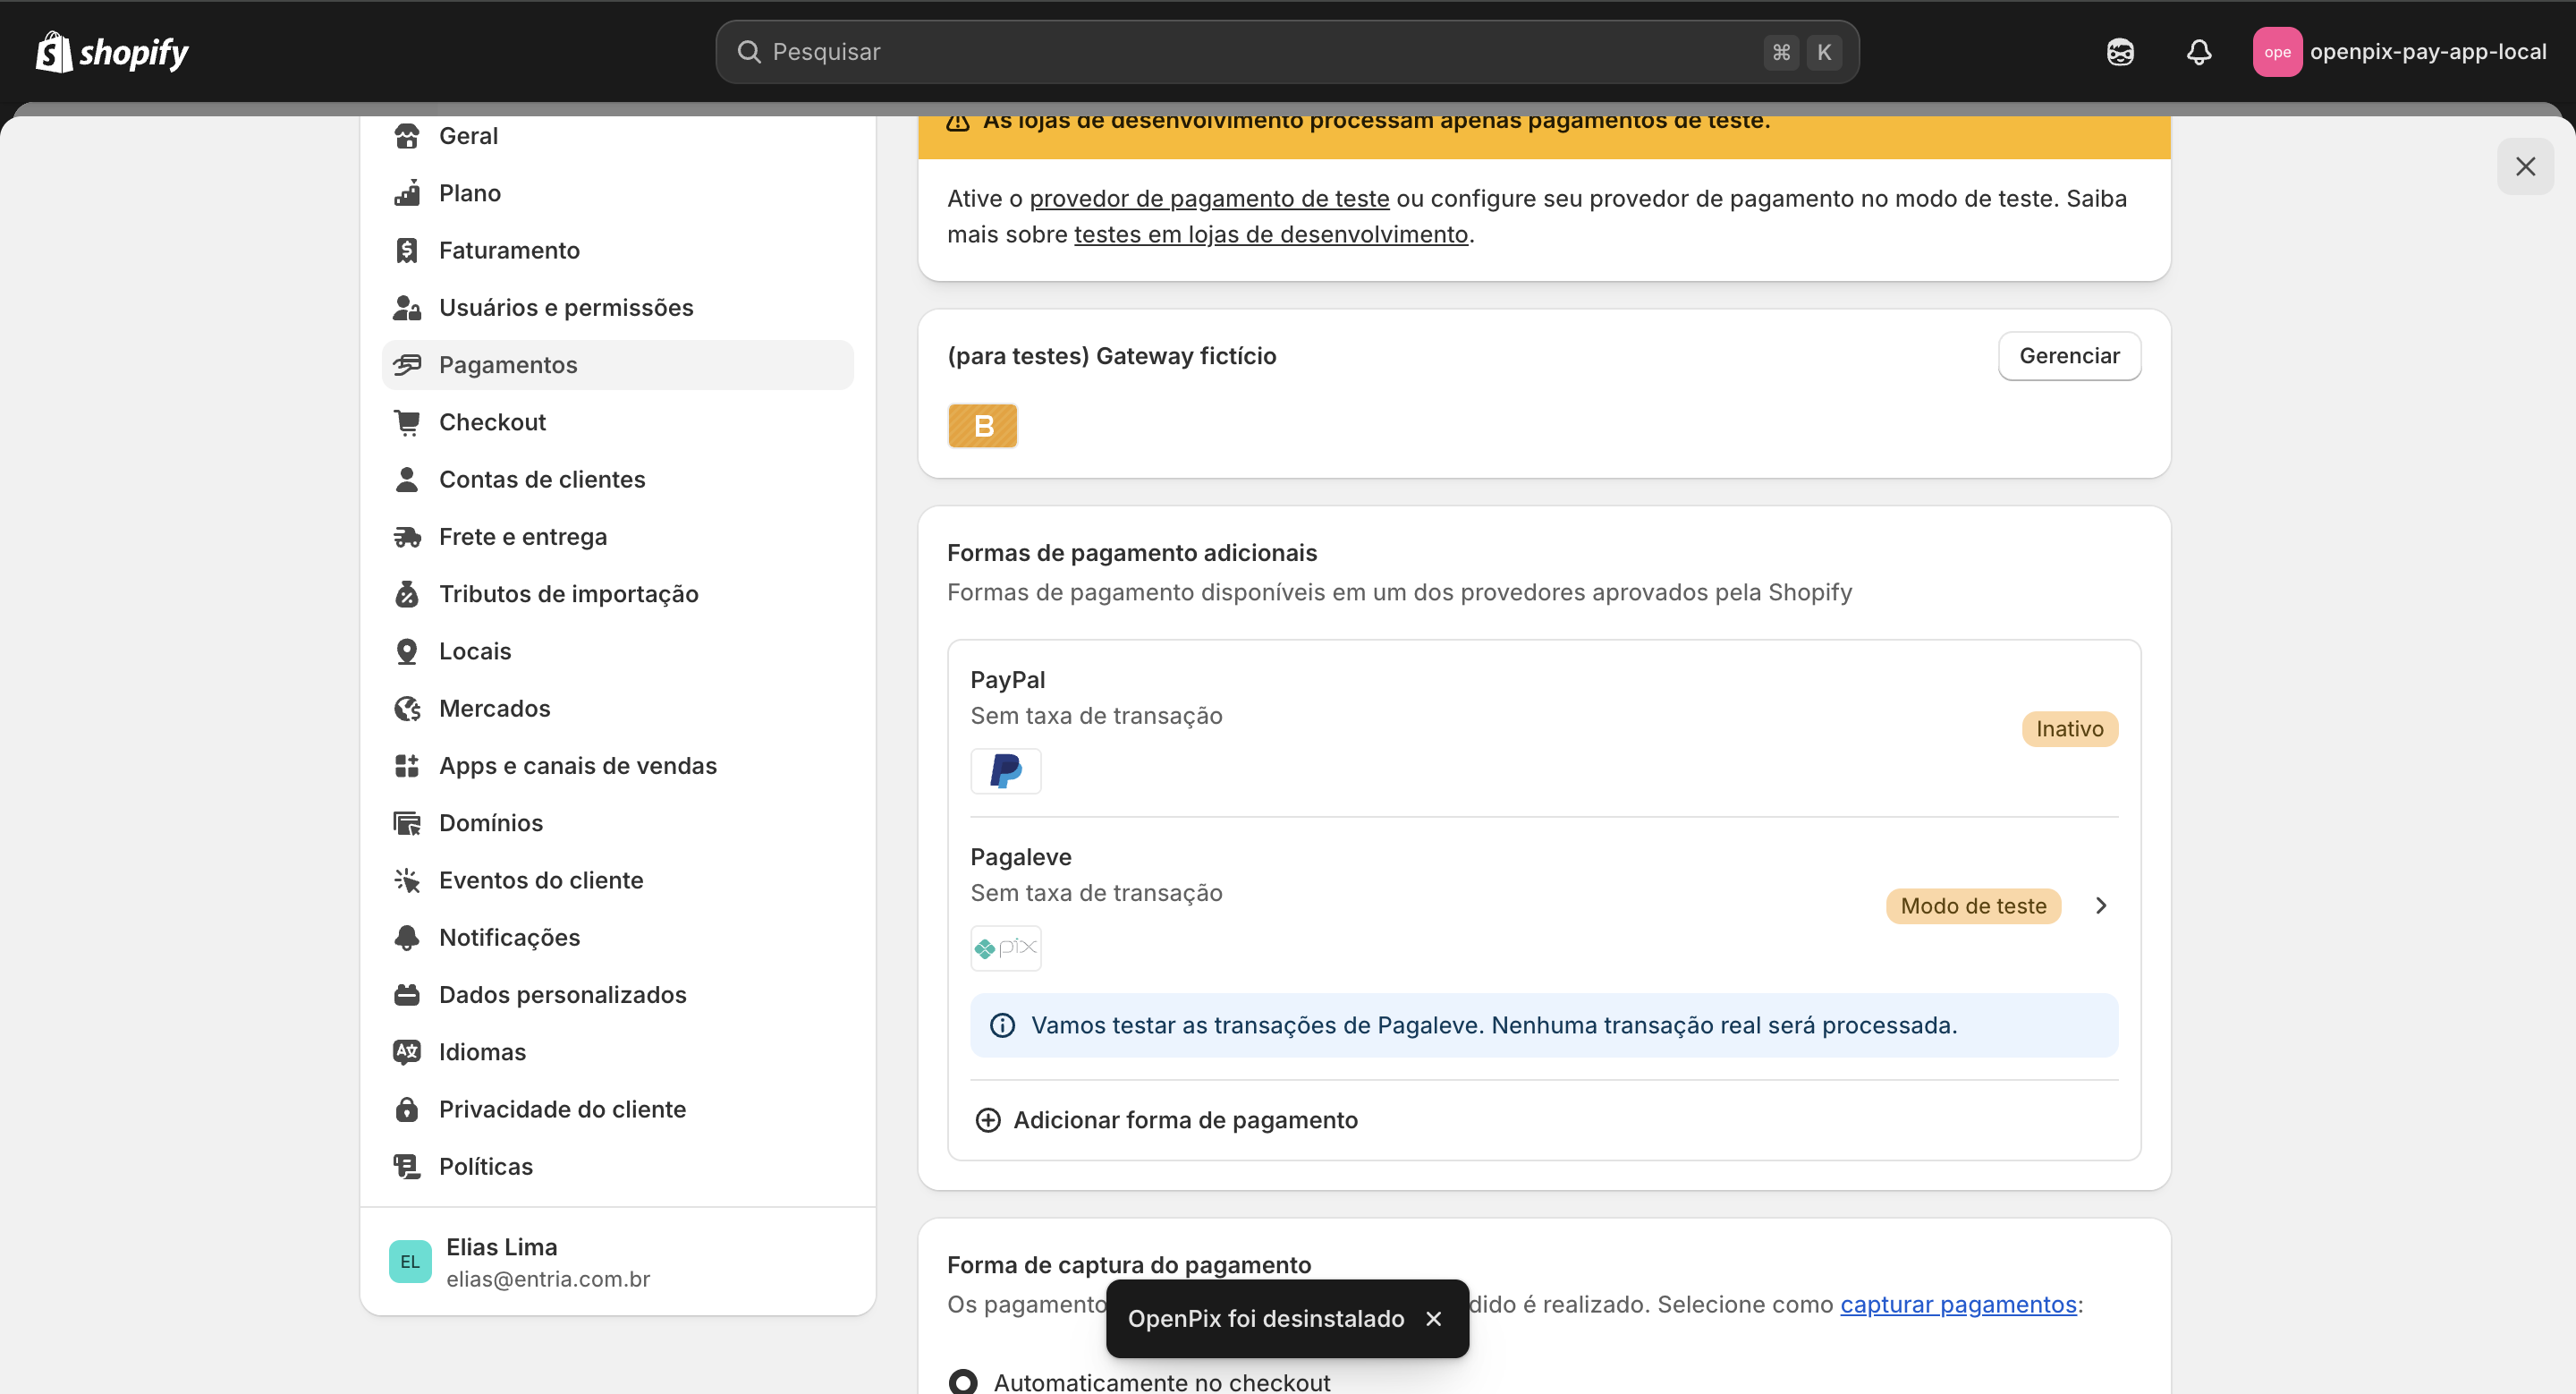 shopify
Pesquisar
⌘ K
ope
openpix-pay-app-local
Geral
Plano
Faturamento
Usuários e permissões
Pagamentos
Checkout
Contas de clientes
Frete e entrega
Tributos de importação
Locais
Mercados
Apps e canais de vendas
Domínios
Eventos do cliente
Notificações
Dados personalizados
Idiomas
Privacidade do cliente
Políticas
EL
Elias Lima
elias@entria.com.br
As lojas de desenvolvimento processam apenas pagamentos de teste.
Ative o provedor de pagamento de teste ou configure seu provedor de pagamento no modo de teste. Saiba
mais sobre testes em lojas de desenvolvimento.
(para testes) Gateway fictício
Gerenciar
B
Formas de pagamento adicionais
Formas de pagamento disponíveis em um dos provedores aprovados pela Shopify
PayPal
Sem taxa de transação
Inativo
Pagaleve
Sem taxa de transação
Modo de teste
pix
Vamos testar as transações de Pagaleve. Nenhuma transação real será processada.
Adicionar forma de pagamento
Forma de captura do pagamento
Os pagamento dido é realizado. Selecione como capturar pagamentos:
OpenPix foi desinstalado
Automaticamente no checkout